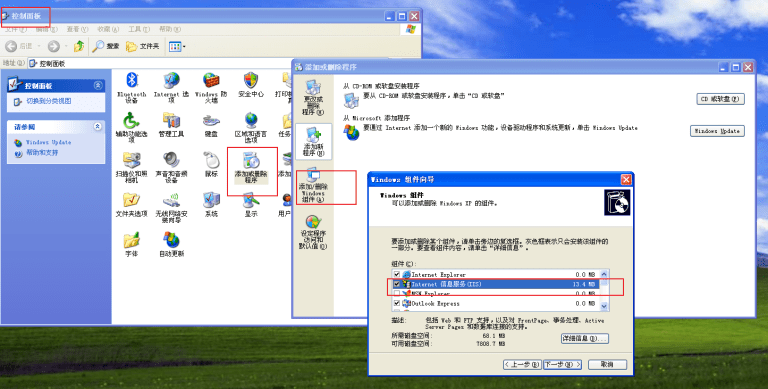 控制面板
文件(F) 编辑(E) 查看(V) 收藏(A) 工具(T) 帮助(H)
后退 搜索 文件夹
地址(D) 控制面板
控制面板
切换到分类视图
请参阅
Windows Update
帮助和支持
Bluetooth 设备
Internet 选项
Windows 防火墙
安全中心
辅助功能选项
管理工具
键盘
区域和语言选项
扫描仪和照相机
声音和音频设备
鼠标
添加或删除程序
文件夹选项
无线网络安装向导
系统
显示
字体
自动更新
添加或删除程序
更改或删除程序(H)
添加新程序(N)
添加/删除 Windows 组件(A)
设定程序访问和默认值(O)
从 CD-ROM 或软盘安装程序
要从 CD-ROM 或软盘安装程序，单击“CD 或软盘”
CD 或软盘(F)
从 Microsoft 添加程序
要通过 Internet 添加一个新的 Windows 功能，设备驱动程序和系统更新，单击 Windows Update
Windows Update
Windows 组件向导
Windows 组件
可以添加或删除 Windows XP 的组件。
要添加或删除某个组件，请单击旁边的复选框。灰色框表示只会安装该组件的
一部分。要查看组件内容，请单击“详细信息”。
组件(C):
Internet Explorer 0.0 MB
Internet 信息服务(IIS) 13.4 MB
MSN Explorer 0.0 MB
Outlook Express 0.0 MB
描述: 包括 Web 和 FTP 支持，以及对 FrontPage、事务处理、Active
Server Pages 和数据库连接的支持。
所需磁盘空间: 68.1 MB
可用磁盘空间: 7808.7 MB
详细信息(D)...
< 上一步(B) 下一步(N) > 取消